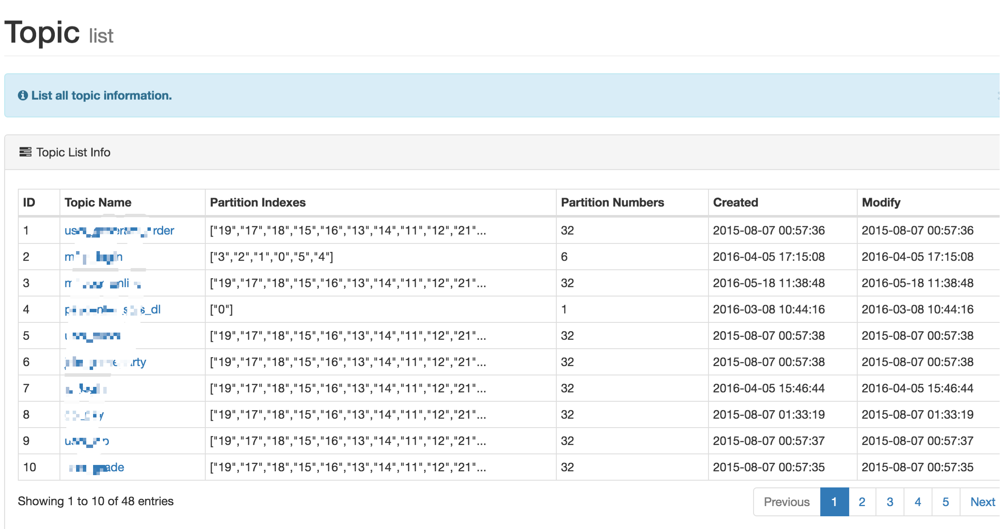 Topic list
List all topic information.
Topic List Info
ID Topic Name Partition Indexes Partition Numbers Created Modify
1 ["19","17","18","15","16","13","14","11","12","21"... 32 2015-08-07 00:57:36 2015-08-07 00:57:36
2 ["3","2","1","0","5","4"] 6 2016-04-05 17:15:08 2016-04-05 17:15:08
3 ["19","17","18","15","16","13","14","11","12","21"... 32 2016-05-18 11:38:48 2016-05-18 11:38:48
4 ["0"] 1 2016-03-08 10:44:16 2016-03-08 10:44:16
5 ["19","17","18","15","16","13","14","11","12","21"... 32 2015-08-07 00:57:38 2015-08-07 00:57:38
6 ["19","17","18","15","16","13","14","11","12","21"... 32 2015-08-07 00:57:38 2015-08-07 00:57:38
7 ["19","17","18","15","16","13","14","11","12","21"... 32 2016-04-05 15:46:44 2016-04-05 15:46:44
8 ["19","17","18","15","16","13","14","11","12","21"... 32 2015-08-07 01:33:19 2015-08-07 01:33:19
9 ["19","17","18","15","16","13","14","11","12","21"... 32 2015-08-07 00:57:37 2015-08-07 00:57:37
10 ["19","17","18","15","16","13","14","11","12","21"... 32 2015-08-07 00:57:35 2015-08-07 00:57:35
Showing 1 to 10 of 48 entries Previous 1 2 3 4 5 Next